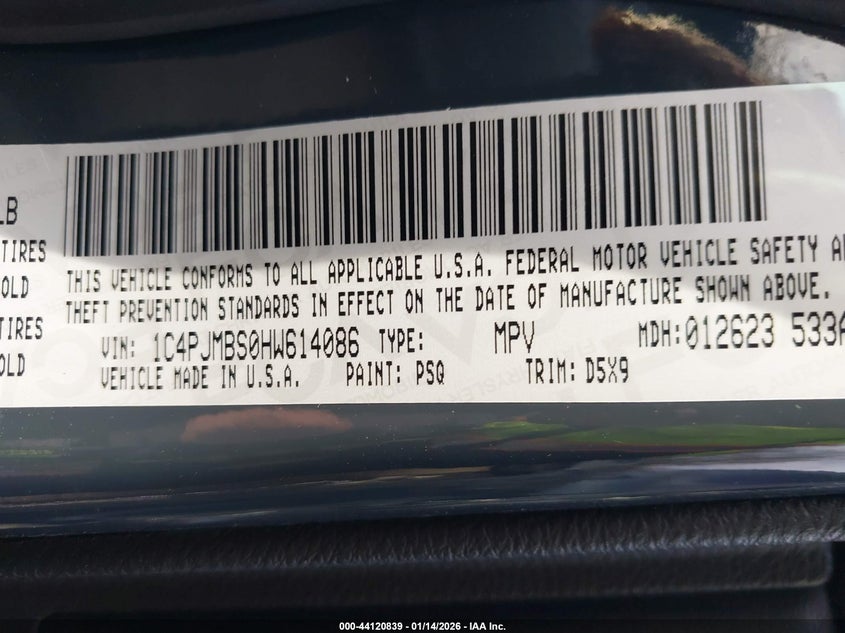 LB
TIRES
OLD
TIRES
OLD
THIS VEHICLE CONFORMS TO ALL APPLICABLE U.S.A. FEDERAL MOTOR VEHICLE SAFETY
THEFT PREVENTION STANDARDS IN EFFECT ON THE DATE OF MANUFACTURE SHOWN ABOVE.
VIN: 1C4PJMBS0HW614086 TYPE: MPV MDH:012623 533
VEHICLE MADE IN U.S.A. PAINT: PSQ TRIM: D5X9
000-44120839 - 01/14/2026 - IAA Inc.